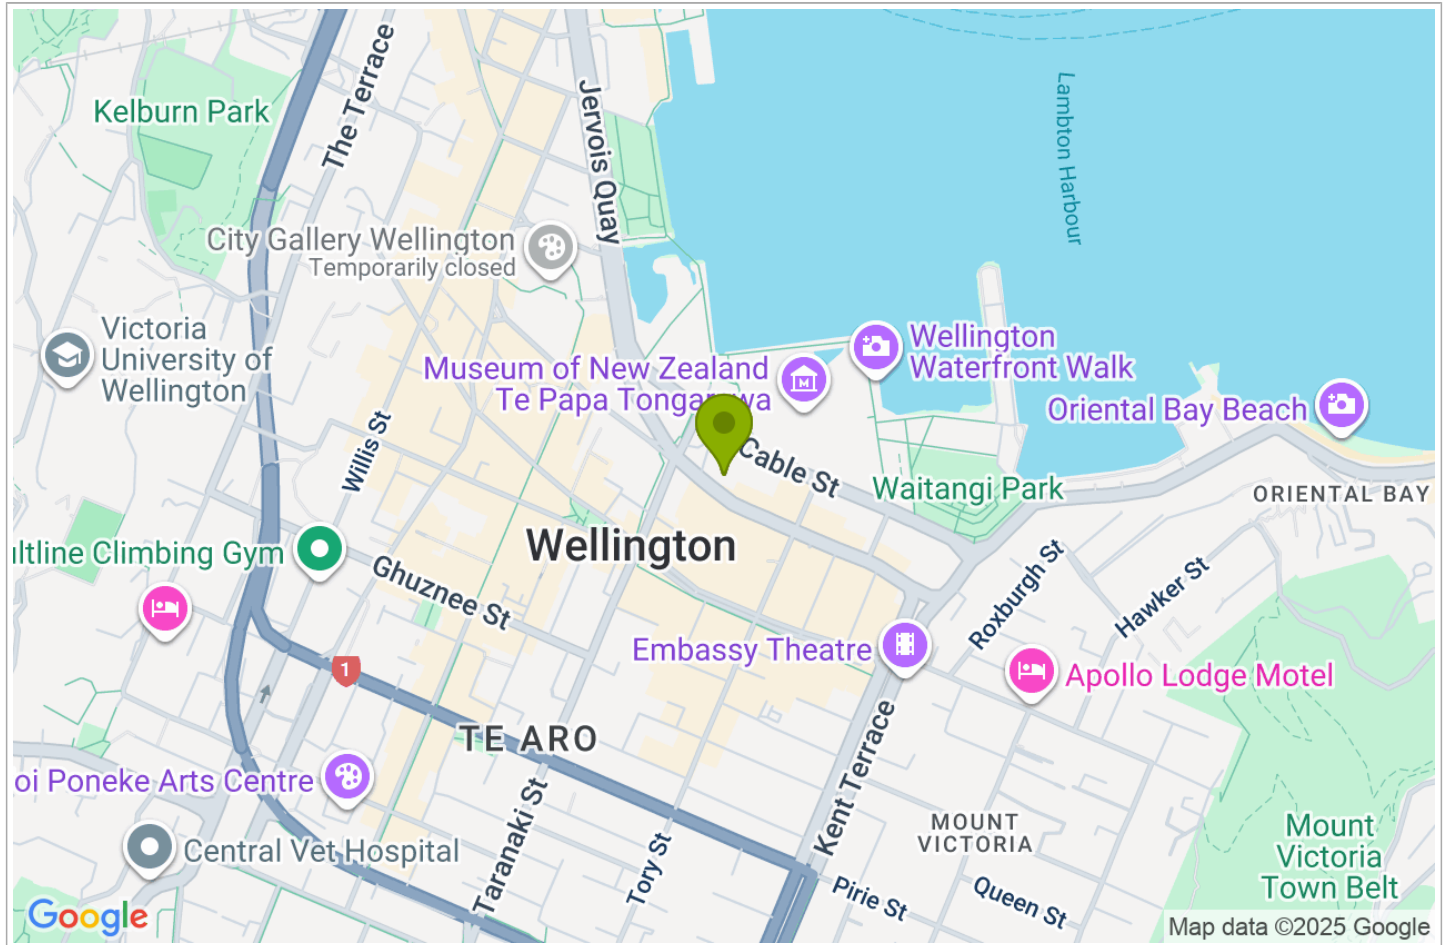 Kelburn Park
The Terrace
Jervois Quay
Lambton Harbour
City Gallery Wellington
Temporarily closed
Victoria
University of
Wellington
Wellington
Waterfront Walk
Museum of New Zealand
Te Papa Tongarewa
Oriental Bay Beach
Willis St
Cable St
Waitangi Park
ORIENTAL BAY
Wellington
ultline Climbing Gym
Ghuznee St
Roxburgh St
Hawker St
Embassy Theatre
1
Apollo Lodge Motel
TE ARO
oi Poneke Arts Centre
Kent Terrace
Taranaki St
Tory St
MOUNT
VICTORIA
Mount
Victoria
Town Belt
Central Vet Hospital
Pirie St
Queen St
Google
Map data ©2025 Google